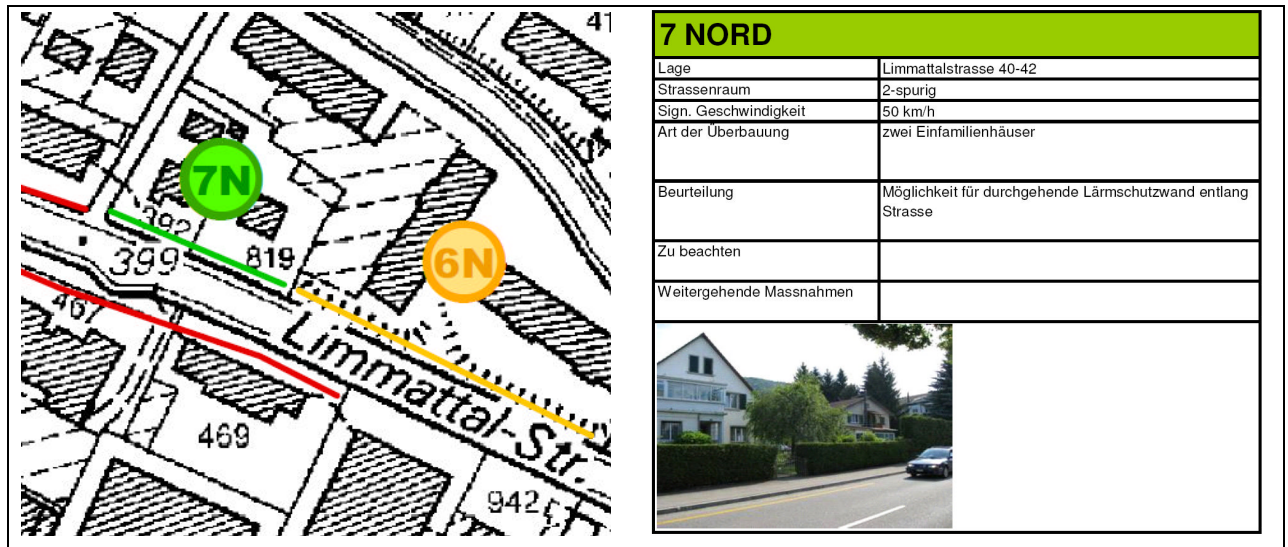 41
7N
392
399
819
6N
467
Limmattal-Str.
469
942
7 NORD
Lage Limmattalstrasse 40-42
Strassenraum 2-spurig
Sign. Geschwindigkeit 50 km/h
Art der Überbauung zwei Einfamilienhäuser
Beurteilung Möglichkeit für durchgehende Lärmschutzwand entlang
Strasse
Zu beachten
Weitergehende Massnahmen